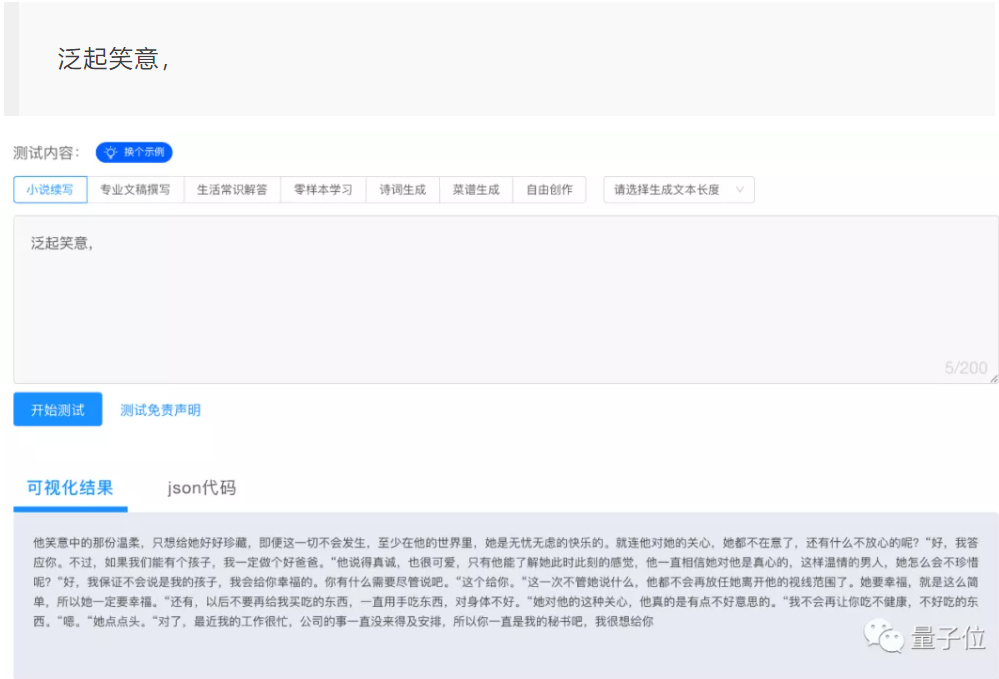 泛起笑意，
测试内容：
换个示例
小说续写 专业文稿撰写 生活常识解答 零样本学习 诗词生成 菜谱生成 自由创作 请选择生成文本长度
泛起笑意，
5/200
开始测试 测试免责声明
可视化结果 json代码
他笑意中的那份温柔，只想给她好好珍藏，即便这一切不会发生，至少在他的世界里，她是无忧无虑的快乐的。就连他对她的关心，她都不在意了，还有什么不放心的呢？“好，我答
应你。不过，如果我们能有个孩子，我一定做个好爸爸。“他说得真诚，也很可爱，只有他能了解她此时此刻的感觉，他一直相信她对他是真心的，这样温情的男人，她怎么会不珍惜
呢？“好，我保证不会说是我的孩子，我会给你幸福的。你有什么需要尽管说吧。“这个给你。“这一次不管她说什么，他都不会再放任她离开他的视线范围了。她要幸福，就是这么简
单，所以她一定要幸福。“还有，以后不要再给我买吃的东西，一直用手吃东西，对身体不好。“她对他的这种关心，他真的是有点不好意思的。“我不会再让你吃不健康，不好吃的东
西。“嗯。“她点点头。“对了，最近我的工作很忙，公司的事一直没来得及安排，所以你一直是我的秘书吧，我很想给你
量子位